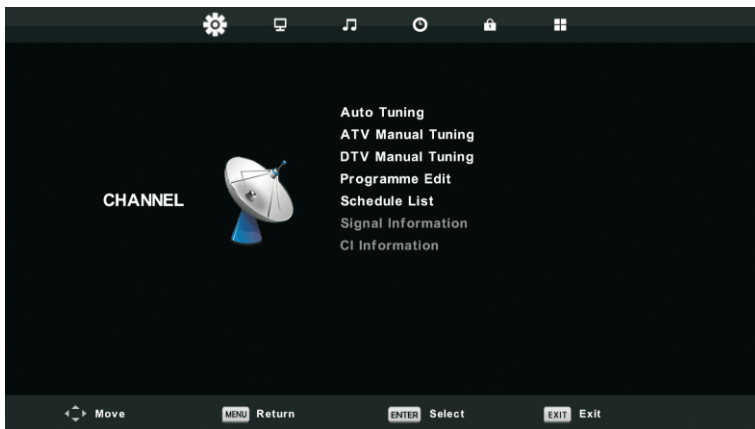 Auto Tuning
ATV Manual Tuning
DTV Manual Tuning
Programme Edit
CHANNEL
Schedule List
Signal Information
CI Information
Move MENU Return ENTER Select EXIT Exit